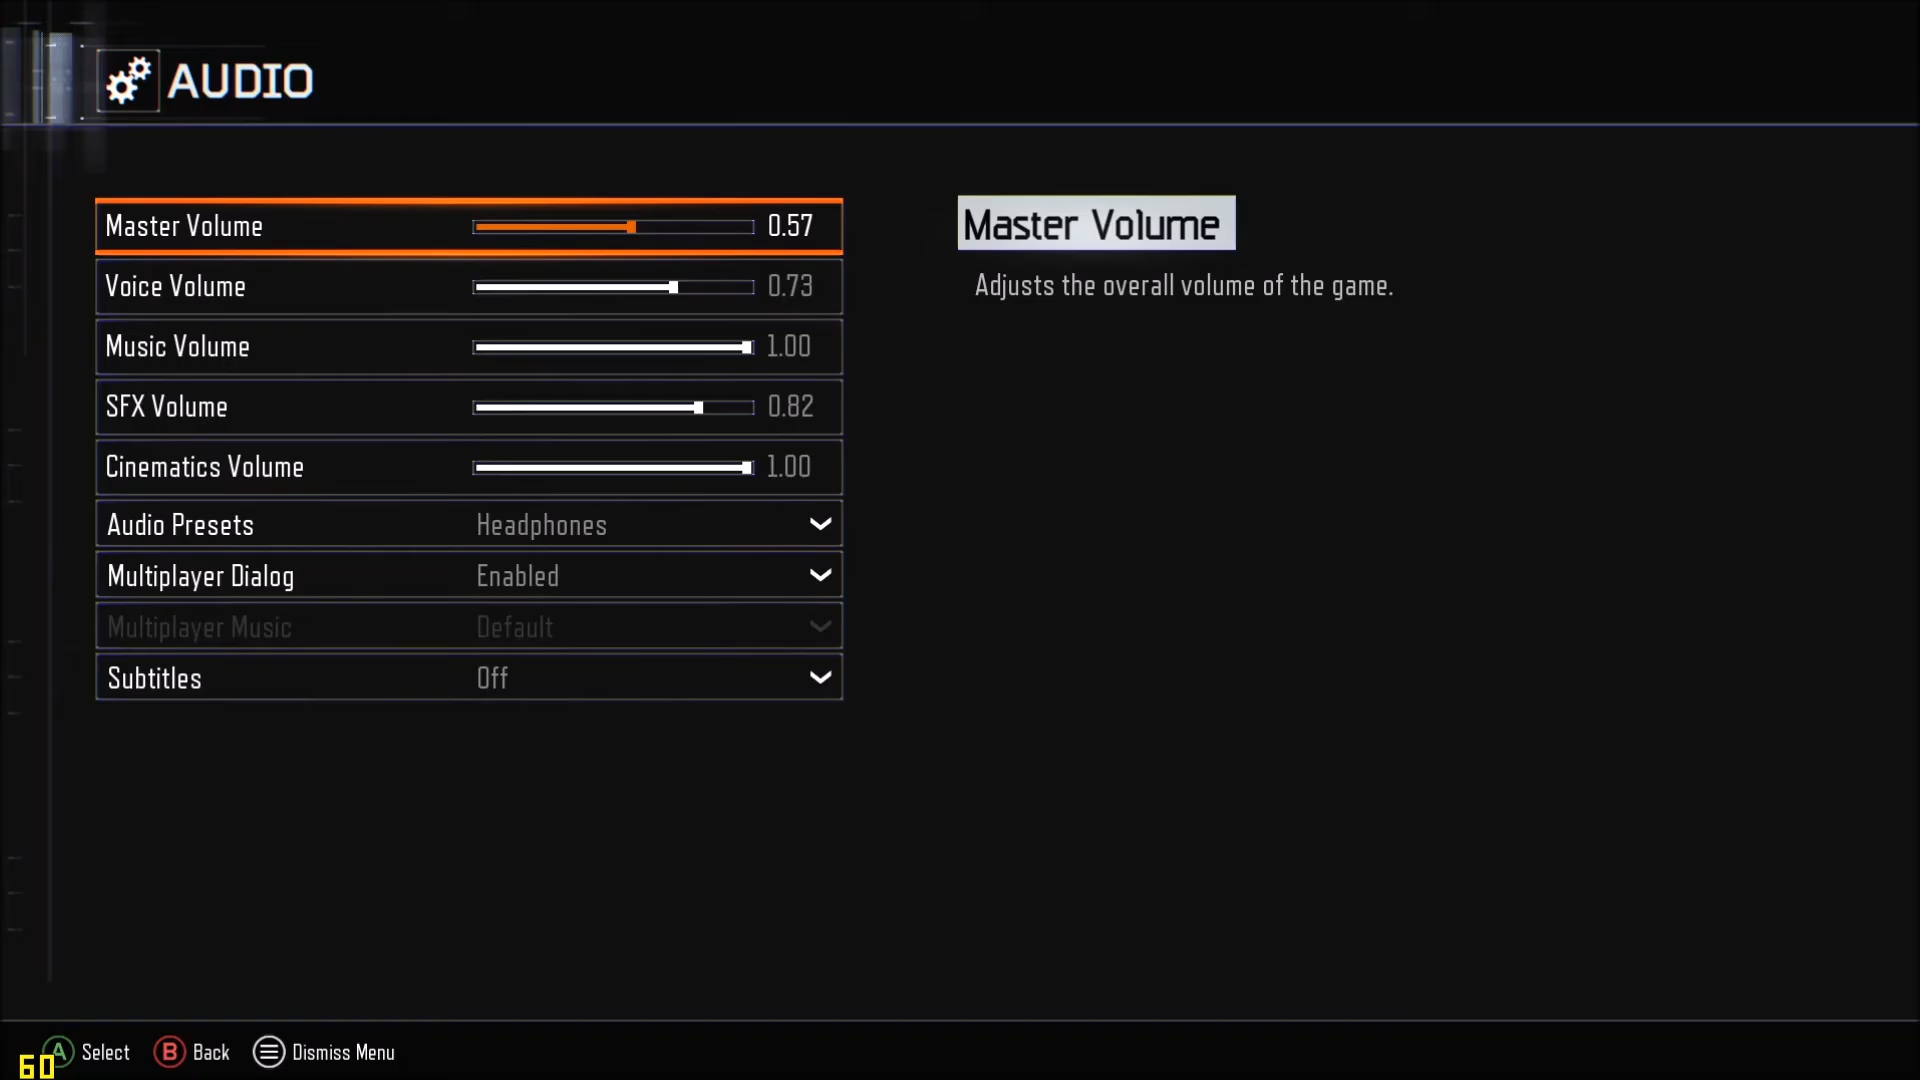 AUDIO
Master Volume 0.57
Voice Volume 0.73
Music Volume 1.00
SFX Volume 0.82
Cinematics Volume 1.00
Audio Presets Headphones
Multiplayer Dialog Enabled
Multiplayer Music Default
Subtitles Off
Master Volume
Adjusts the overall volume of the game.
A Select B Back Dismiss Menu
60